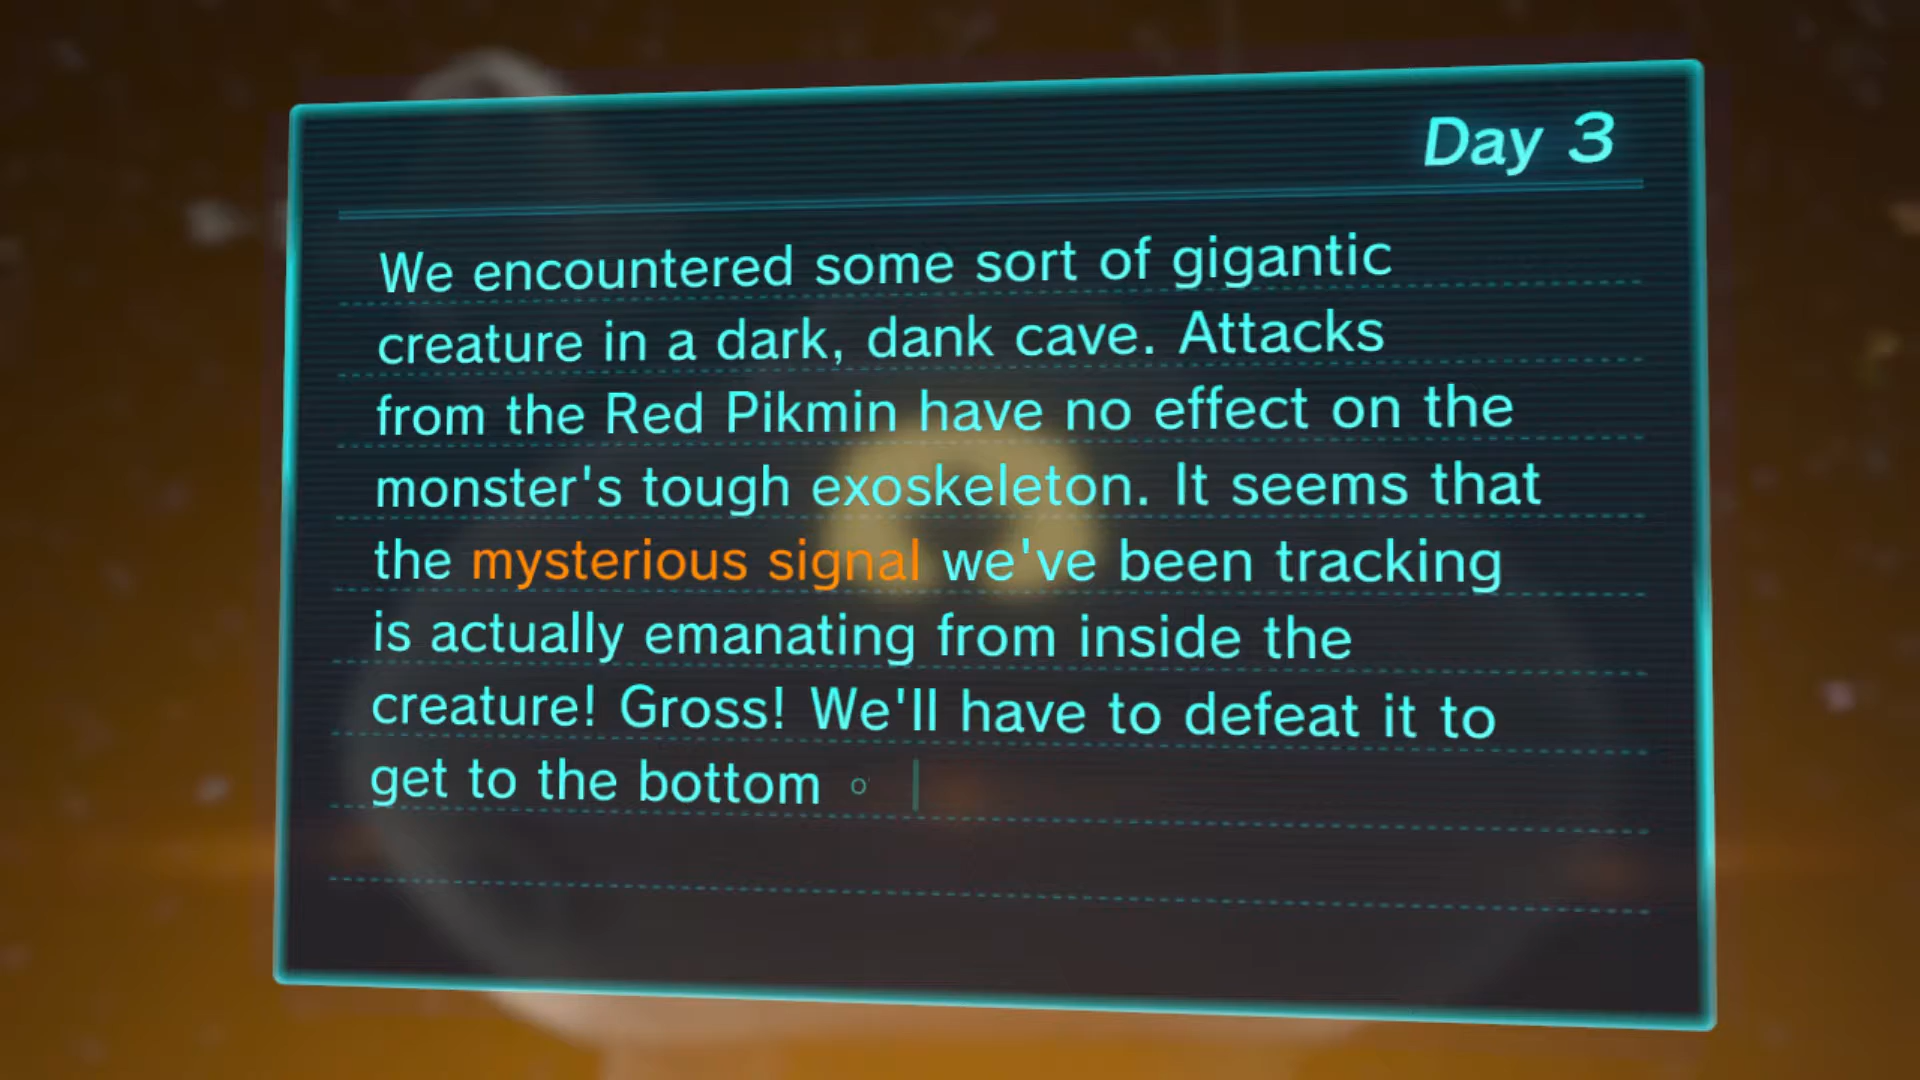 Day 3
We encountered some sort of gigantic
creature in a dark, dank cave. Attacks
from the Red Pikmin have no effect on the
monster's tough exoskeleton. It seems that
the mysterious signal we've been tracking
is actually emanating from inside the
creature! Gross! We'll have to defeat it to
get to the bottom o